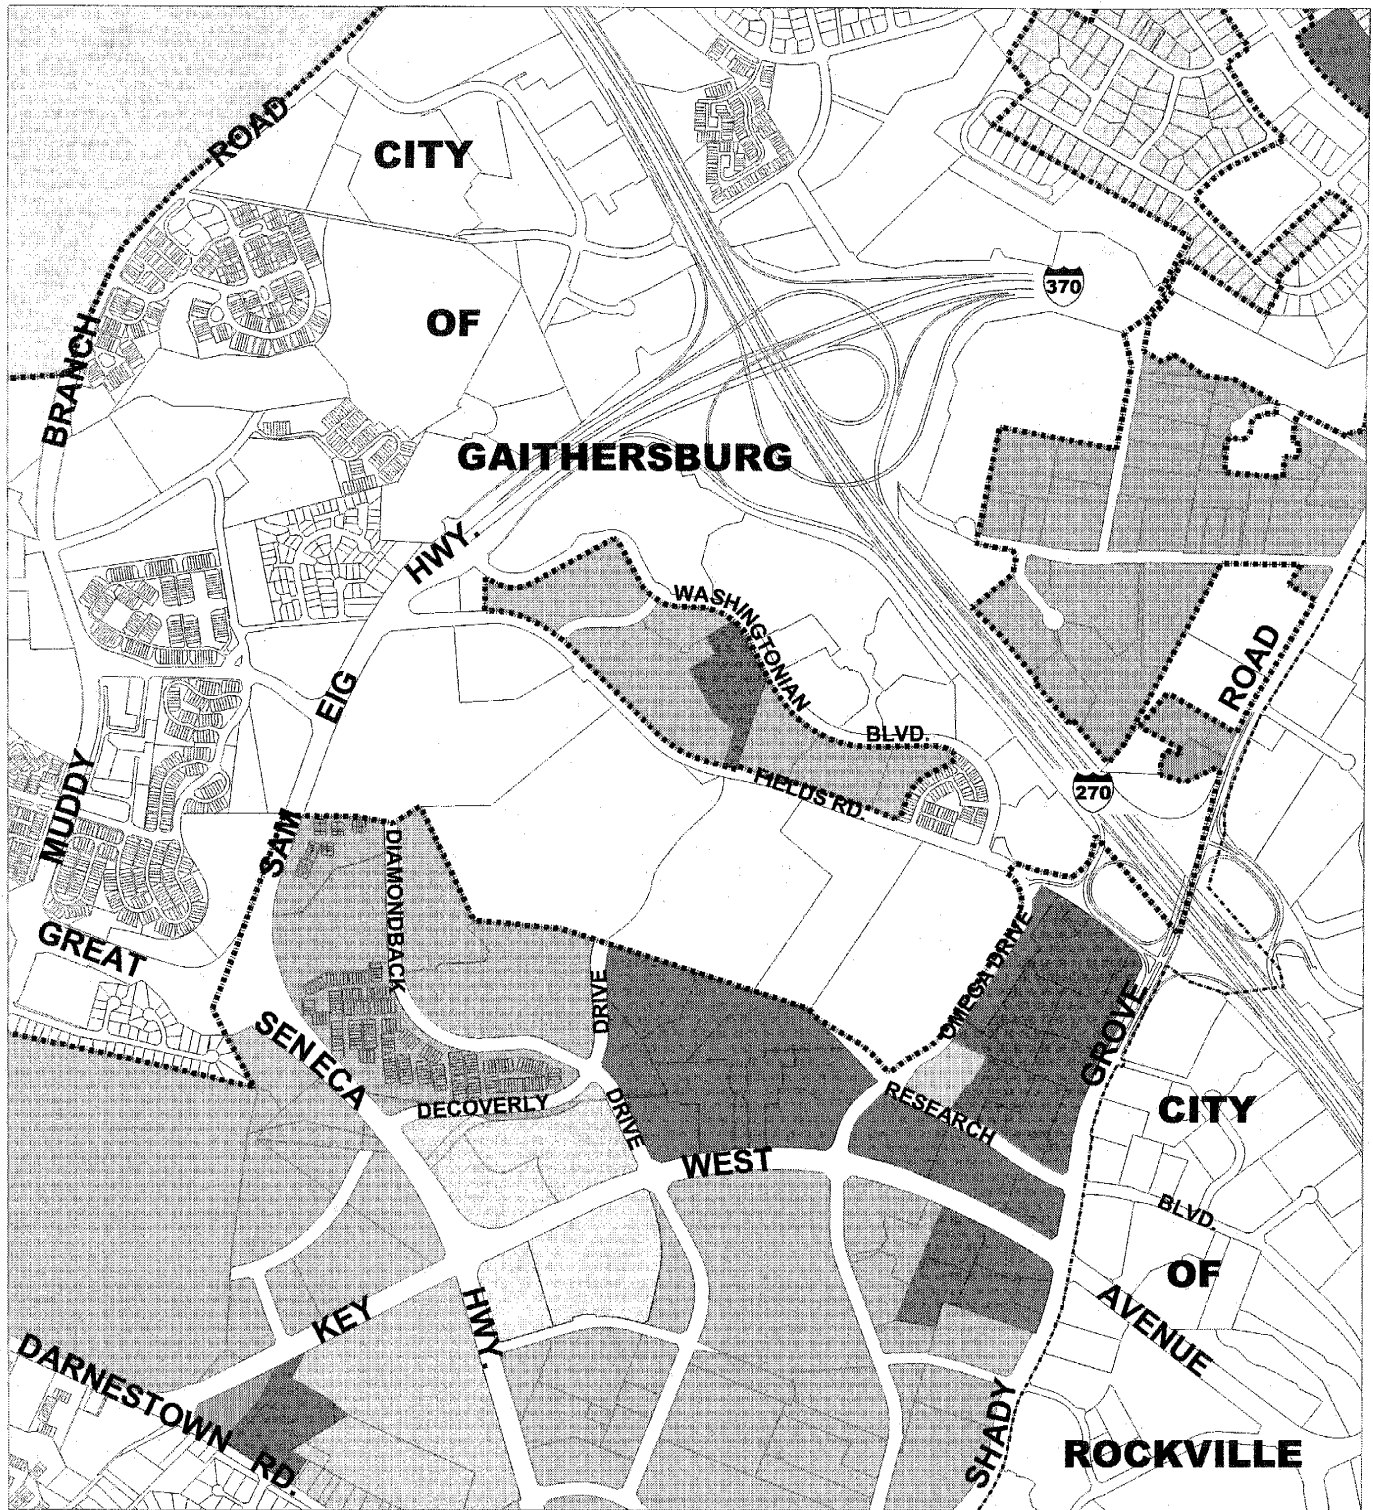 ROAD
CITY
370
OF
BRANCH
GAITHERSBURG
HWY.
WASHINGTONIAN
ROAD
EIG
BLVD.
MUDDY
FIELDS RD.
270
SAM
DIAMONDBACK
GREAT
DRIVE
OMEGA DRIVE
GROVE
SENECA
DECOVERLY
DRIVE
RESEARCH
CITY
WEST
BLVD.
OF
KEY
HWY.
AVENUE
DARNESTOWN RD.
SHADY
ROCKVILLE